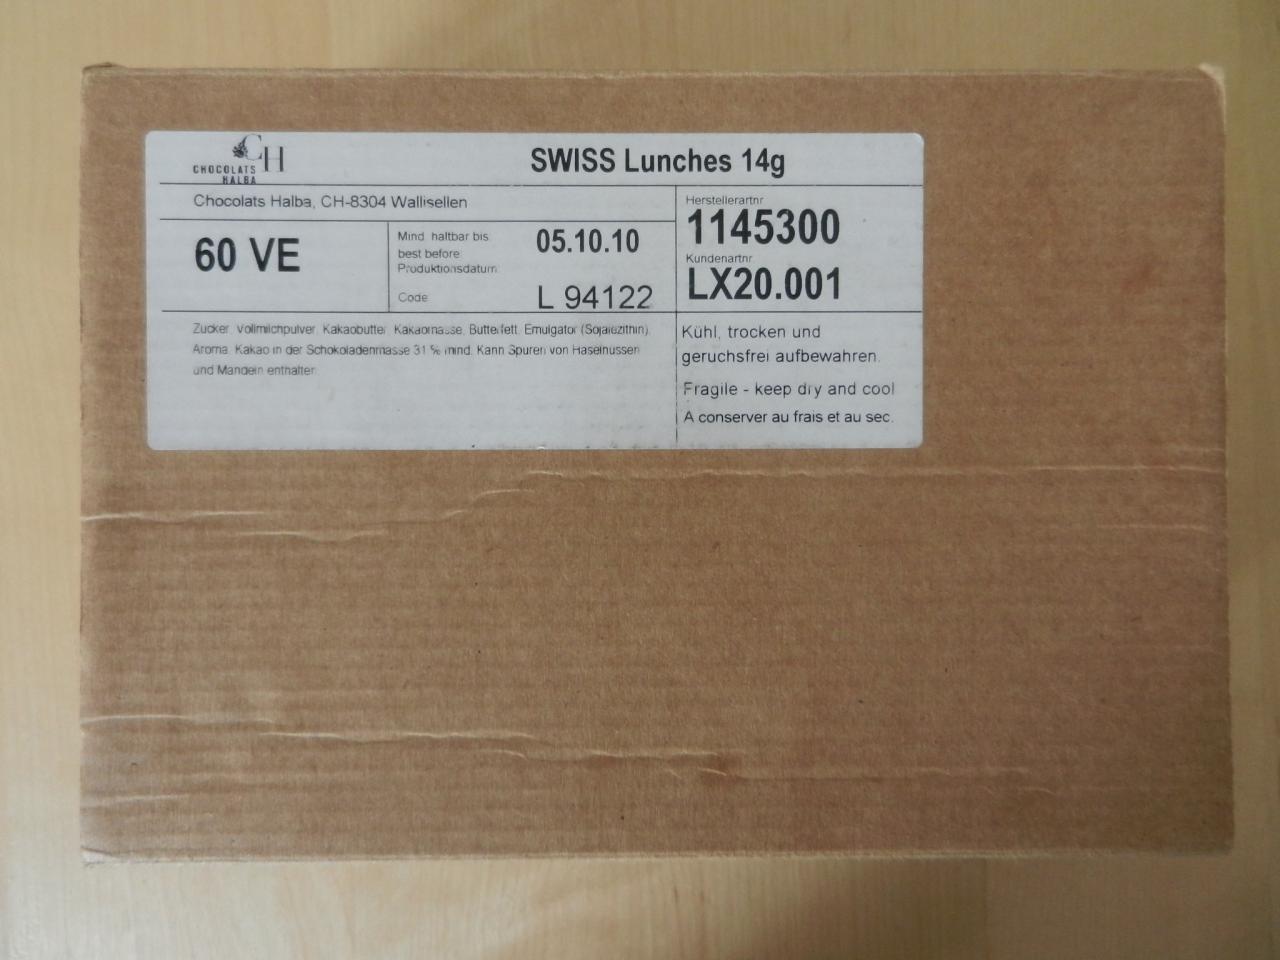 CH
CHOCOLATS
HALBA
SWISS Lunches 14g
Chocolats Halba, CH-8304 Wallisellen
60 VE
Mind. haltbar bis
best before
Produktionsdatum
05.10.10
Code
L 94122
Herstellerartnr
1145300
Kundenartnr
LX20.001
Zucker, Vollmilchpulver, Kakaobutter, Kakaomasse, Butterfett, Emulgator (Sojalezithin),
Aroma. Kakao in der Schokoladenmasse 31 % mind. Kann Spuren von Haselnüssen
und Mandeln enthalten
Kühl, trocken und
geruchsfrei aufbewahren.
Fragile - keep dry and cool
A conserver au frais et au sec.